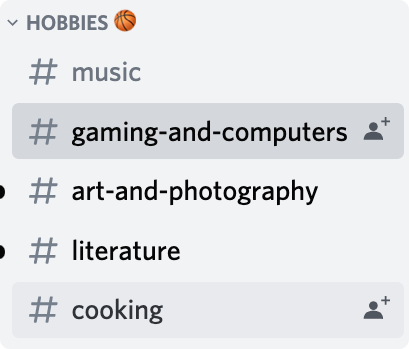 HOBBIES 🏀
# music
# gaming-and-computers
# art-and-photography
# literature
# cooking